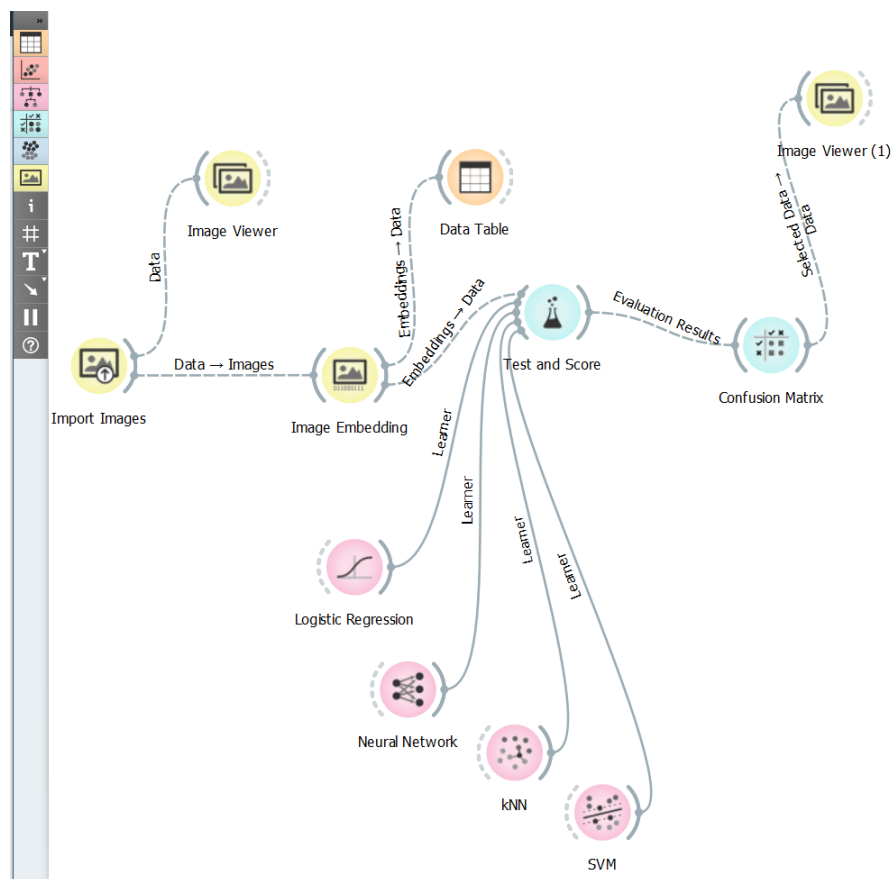 »
Image Viewer (1)
Image Viewer
Data Table
Data
Embeddings → Data
Selected Data →
Data
Embeddings → Data
Evaluation Results
Import Images
Data → Images
Image Embedding
Test and Score
Confusion Matrix
Learner
Learner
Learner
Learner
Logistic Regression
Neural Network
kNN
SVM
i
#
T
?
011000111